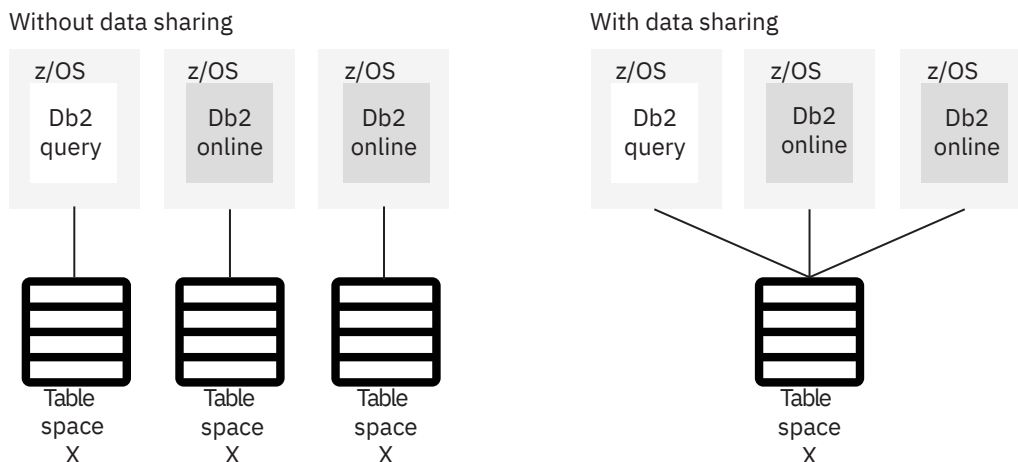 Without data sharing
z/OS
Db2
query
z/OS
Db2
online
z/OS
Db2
online
Table
space
X
Table
space
X
Table
space
X
With data sharing
z/OS
Db2
query
z/OS
Db2
online
z/OS
Db2
online
Table
space
X